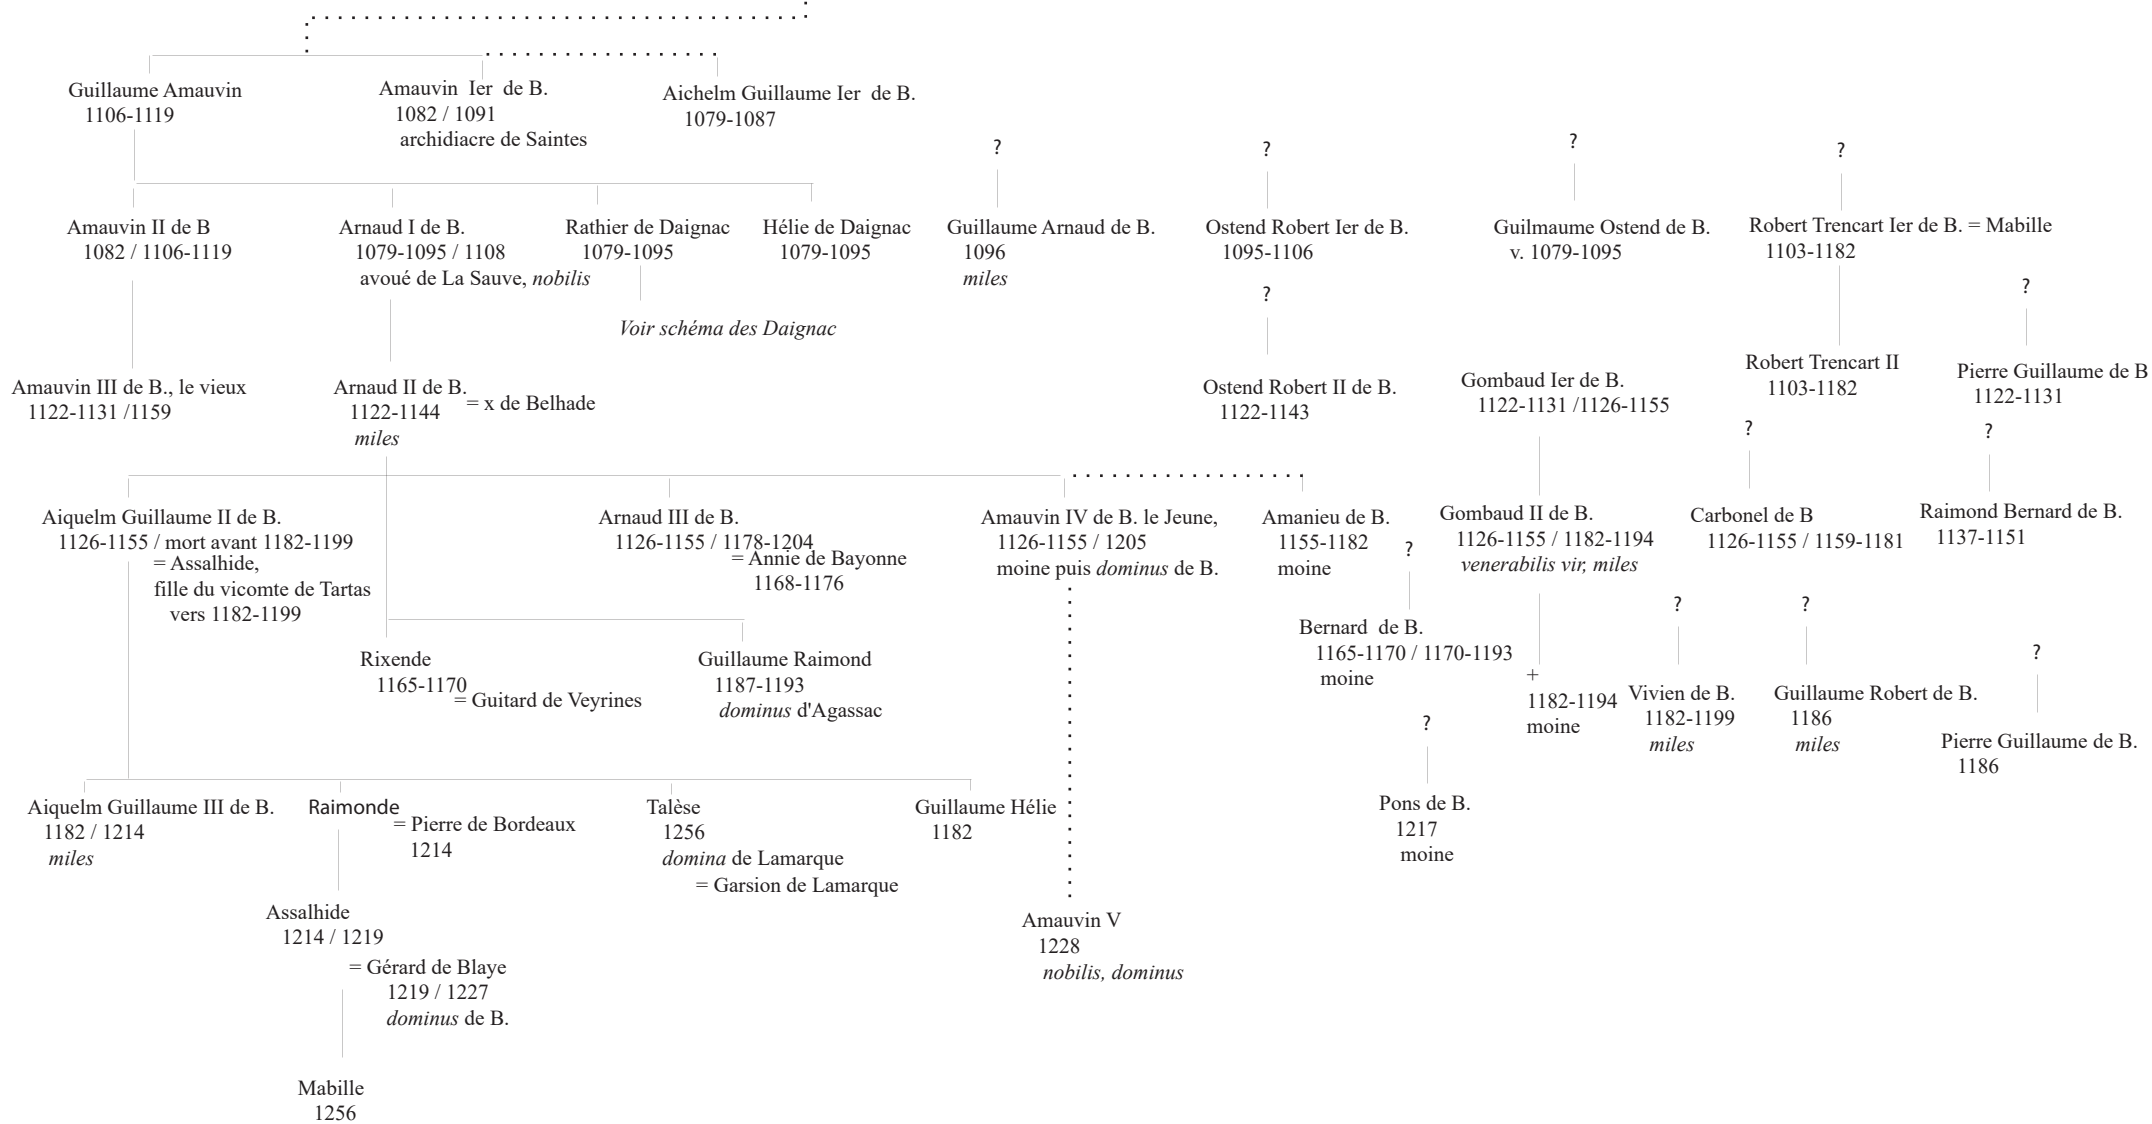 Guillaume Amauvin
1106-1119
Amauvin Ier de B.
1082 / 1091
archidiacre de Saintes
Aichelm Guillaume Ier de B.
1079-1087
?
?
?
?
Amauvin II de B
1082 / 1106-1119
Arnaud I de B.
1079-1095 / 1108
avoué de La Sauve, nobilis
Rathier de Daignac
1079-1095
Hélie de Daignac
1079-1095
Guillaume Arnaud de B.
1096
miles
Ostend Robert Ier de B.
1095-1106
Guilmaume Ostend de B.
v. 1079-1095
Robert Trencart Ier de B. = Mabille
1103-1182
?
?
Voir schéma des Daignac
Amauvin III de B., le vieux
1122-1131 /1159
Arnaud II de B.
1122-1144
miles
= x de Belhade
Ostend Robert II de B.
1122-1143
Gombaud Ier de B.
1122-1131 /1126-1155
Robert Trencart II
1103-1182
Pierre Guillaume de B
1122-1131
?
?
Aiquelm Guillaume II de B.
1126-1155 / mort avant 1182-1199
= Assalhide,
fille du vicomte de Tartas
vers 1182-1199
Arnaud III de B.
1126-1155 / 1178-1204
= Annie de Bayonne
1168-1176
Amauvin IV de B. le Jeune,
1126-1155 / 1205
moine puis dominus de B.
Amanieu de B.
1155-1182
moine
?
Gombaud II de B.
1126-1155 / 1182-1194
venerabilis vir, miles
Carbonel de B
1126-1155 / 1159-1181
Raimond Bernard de B.
1137-1151
?
?
?
Rixende
1165-1170
= Guitard de Veyrines
Guillaume Raimond
1187-1193
dominus d'Agassac
Bernard de B.
1165-1170 / 1170-1193
moine
+
1182-1194
moine
Vivien de B.
1182-1199
miles
Guillaume Robert de B.
1186
miles
Pierre Guillaume de B.
1186
?
Aiquelm Guillaume III de B.
1182 / 1214
miles
Raimonde
= Pierre de Bordeaux
1214
Talèse
1256
domina de Lamarque
= Garsion de Lamarque
Guillaume Hélie
1182
Pons de B.
1217
moine
Assalhide
1214 / 1219
= Gérard de Blaye
1219 / 1227
dominus de B.
Amauvin V
1228
nobilis, dominus
Mabille
1256